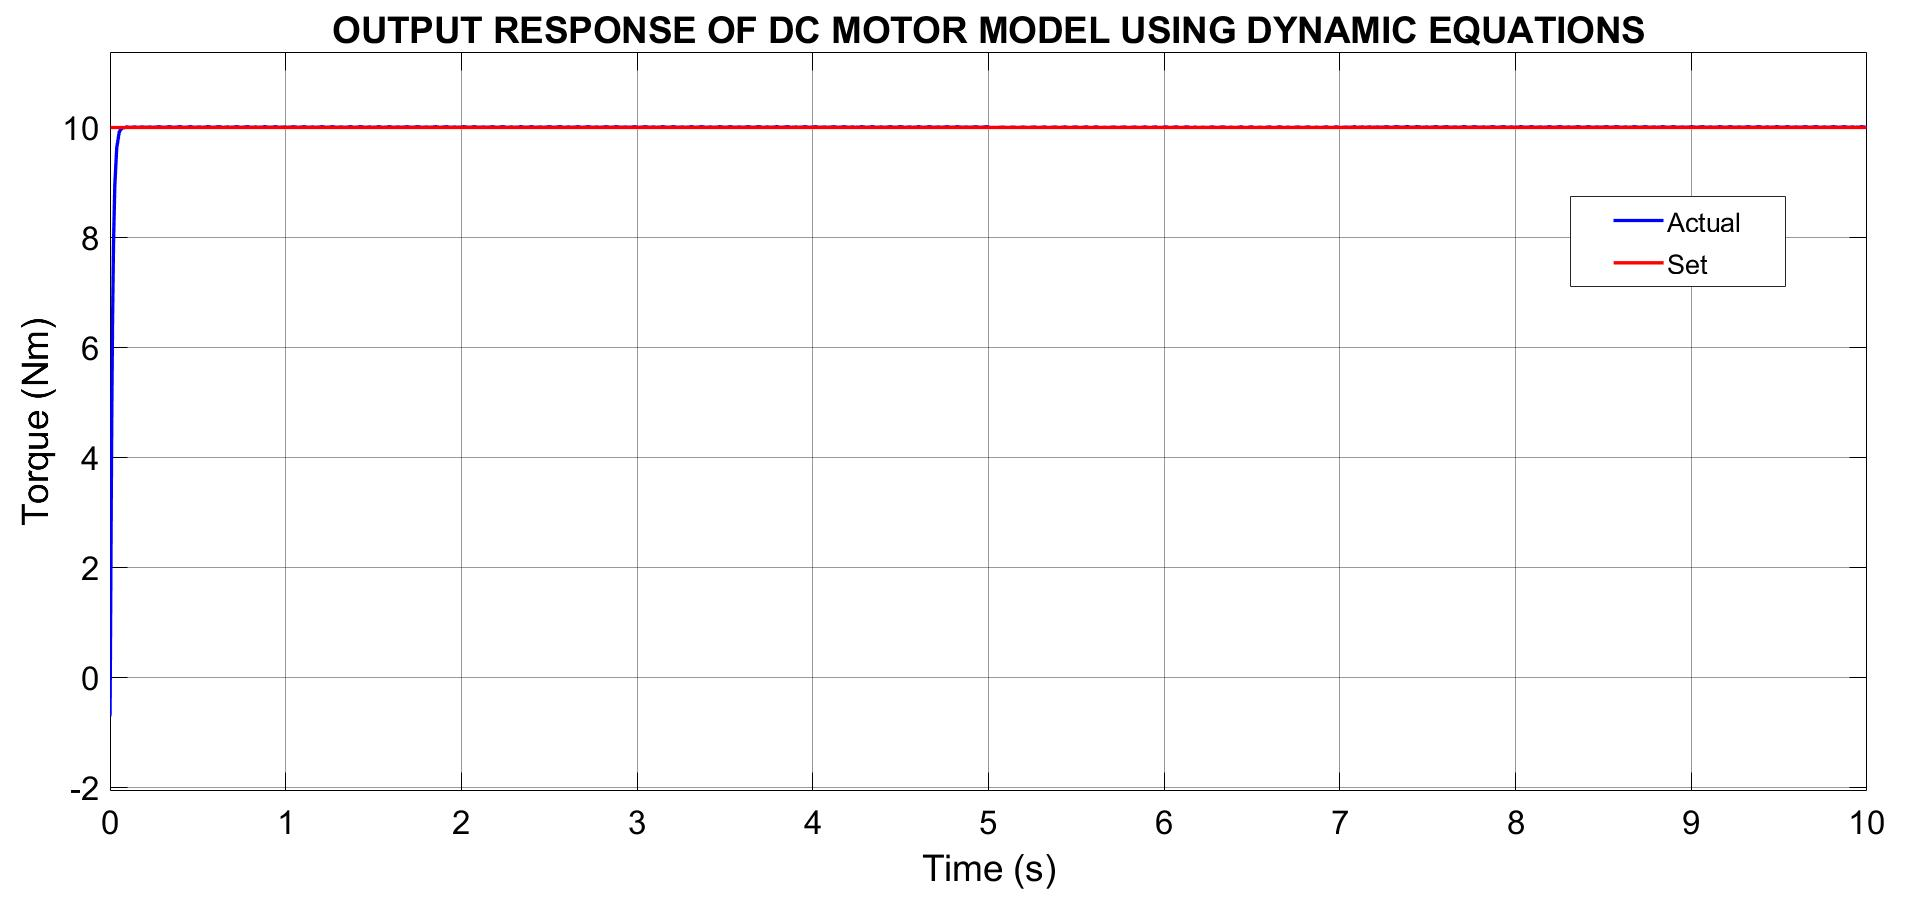 OUTPUT RESPONSE OF DC MOTOR MODEL USING DYNAMIC EQUATIONS
10
8
6
4
2
0
-2
Torque (Nm)
Actual
Set
0 1 2 3 4 5 6 7 8 9 10
Time (s)